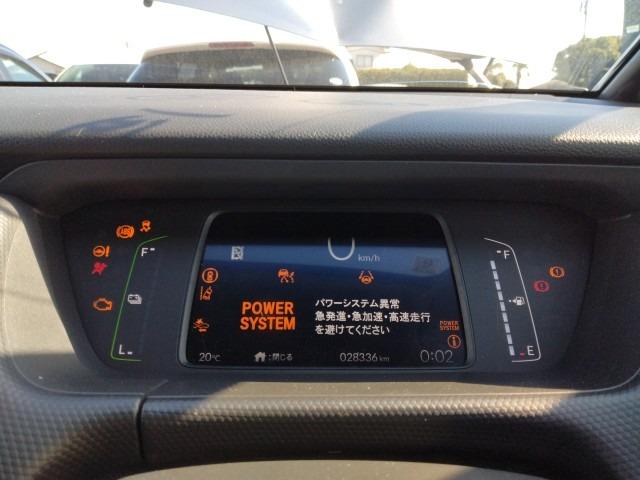 ABS
F
km/h
F
POWER
SYSTEM
パワーシステム異常
急発進・急加速・高速走行
を避けてください
POWER
SYSTEM
L
20℃
:閉じる
028336 km
0:02
E